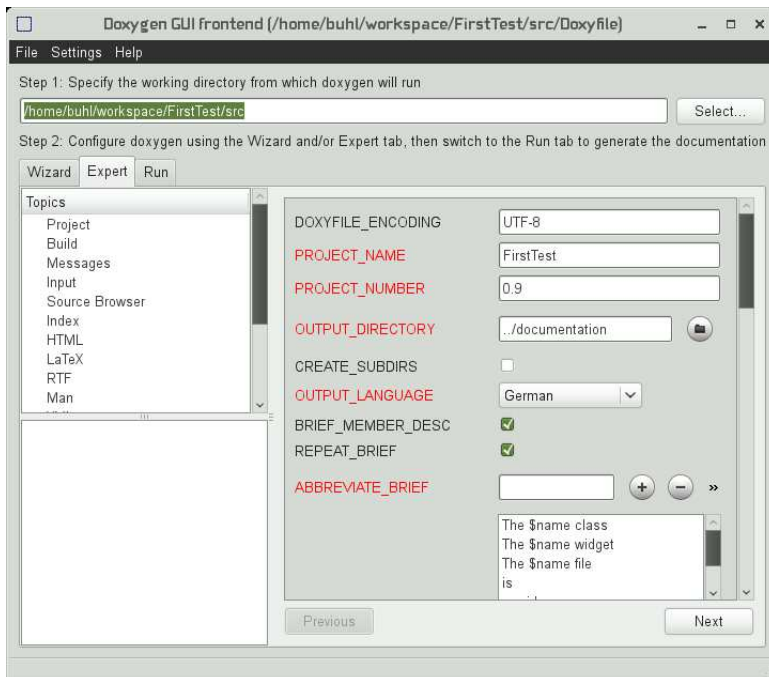 Doxygen GUI frontend (/home/buhl/workspace/FirstTest/src/Doxyfile)
File Settings Help
Step 1: Specify the working directory from which doxygen will run
/home/buhl/workspace/FirstTest/src
Select...
Step 2: Configure doxygen using the Wizard and/or Expert tab, then switch to the Run tab to generate the documentation
Wizard Expert Run
Topics
Project
Build
Messages
Input
Source Browser
Index
HTML
LaTeX
RTF
Man
DOXYFILE_ENCODING UTF-8
PROJECT_NAME FirstTest
PROJECT_NUMBER 0.9
OUTPUT_DIRECTORY ../documentation
CREATE_SUBDIRS
OUTPUT_LANGUAGE German
BRIEF_MEMBER_DESC
REPEAT_BRIEF
ABBREVIATE_BRIEF
The $name class
The $name widget
The $name file
is
Previous Next